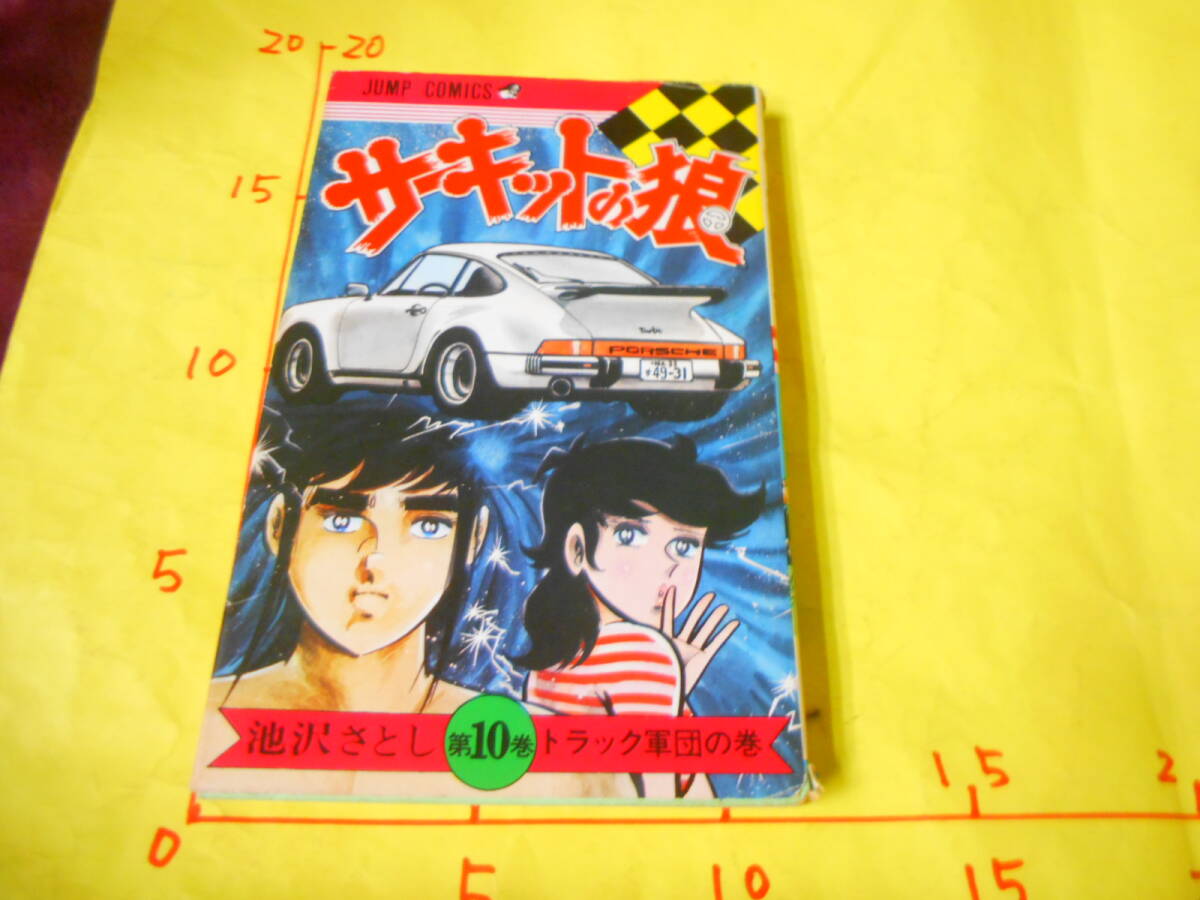 20 20
JUMP COMICS
サーキットの狼
15
Turbo
PORSCHE
10
49-31
5
池沢さとし 第10巻 トラック軍団の巻
15 2
0
5 10 15